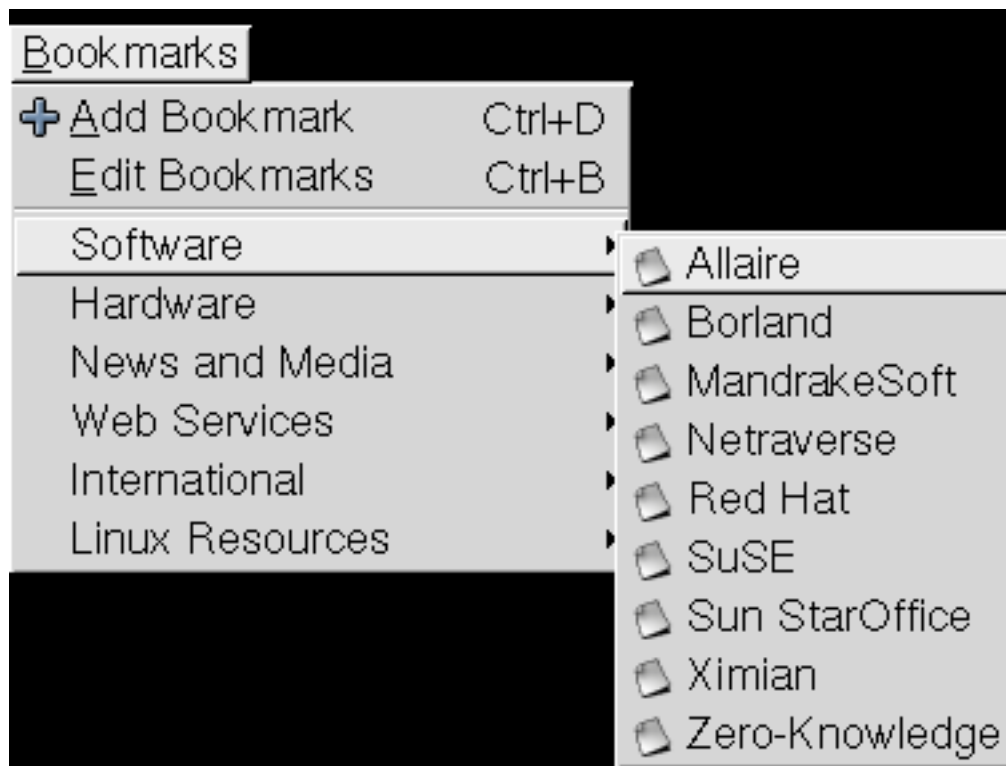 Bookmarks
Add Bookmark Ctrl+D
Edit Bookmarks Ctrl+B
Software
Hardware
News and Media
Web Services
International
Linux Resources
Allaire
Borland
MandrakeSoft
Netraverse
Red Hat
SuSE
Sun StarOffice
Ximian
Zero-Knowledge